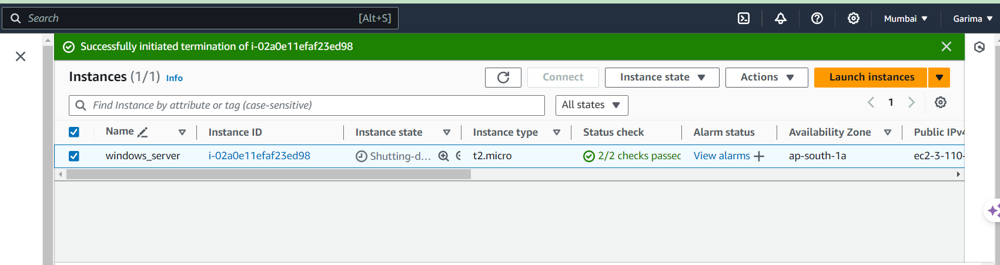 Search [Alt+S] Mumbai Garima
Successfully initiated termination of i-02a0e11efaf23ed98
Instances (1/1) Info Connect Instance state Actions Launch instances
Find Instance by attribute or tag (case-sensitive) All states 1
Name Instance ID Instance state Instance type Status check Alarm status Availability Zone Public IPv4
windows_server i-02a0e11efaf23ed98 Shutting-d... t2.micro 2/2 checks passec View alarms + ap-south-1a ec2-3-110-